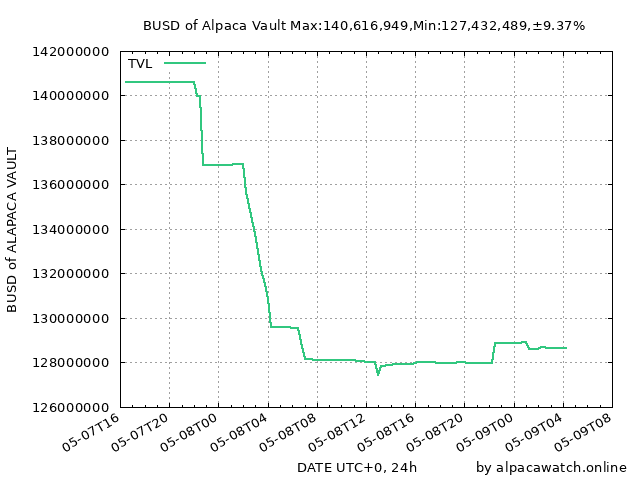 BUSD of Alpaca Vault Max:140,616,949,Min:127,432,489,±9.37%
TVL
142000000
140000000
138000000
136000000
134000000
132000000
130000000
128000000
126000000
BUSD of ALAPACA VAULT
05-07T16
05-07T20
05-08T00
05-08T04
05-08T08
05-08T12
05-08T16
05-08T20
05-09T00
05-09T04
05-09T08
DATE UTC+0, 24h
by alpacawatch.online